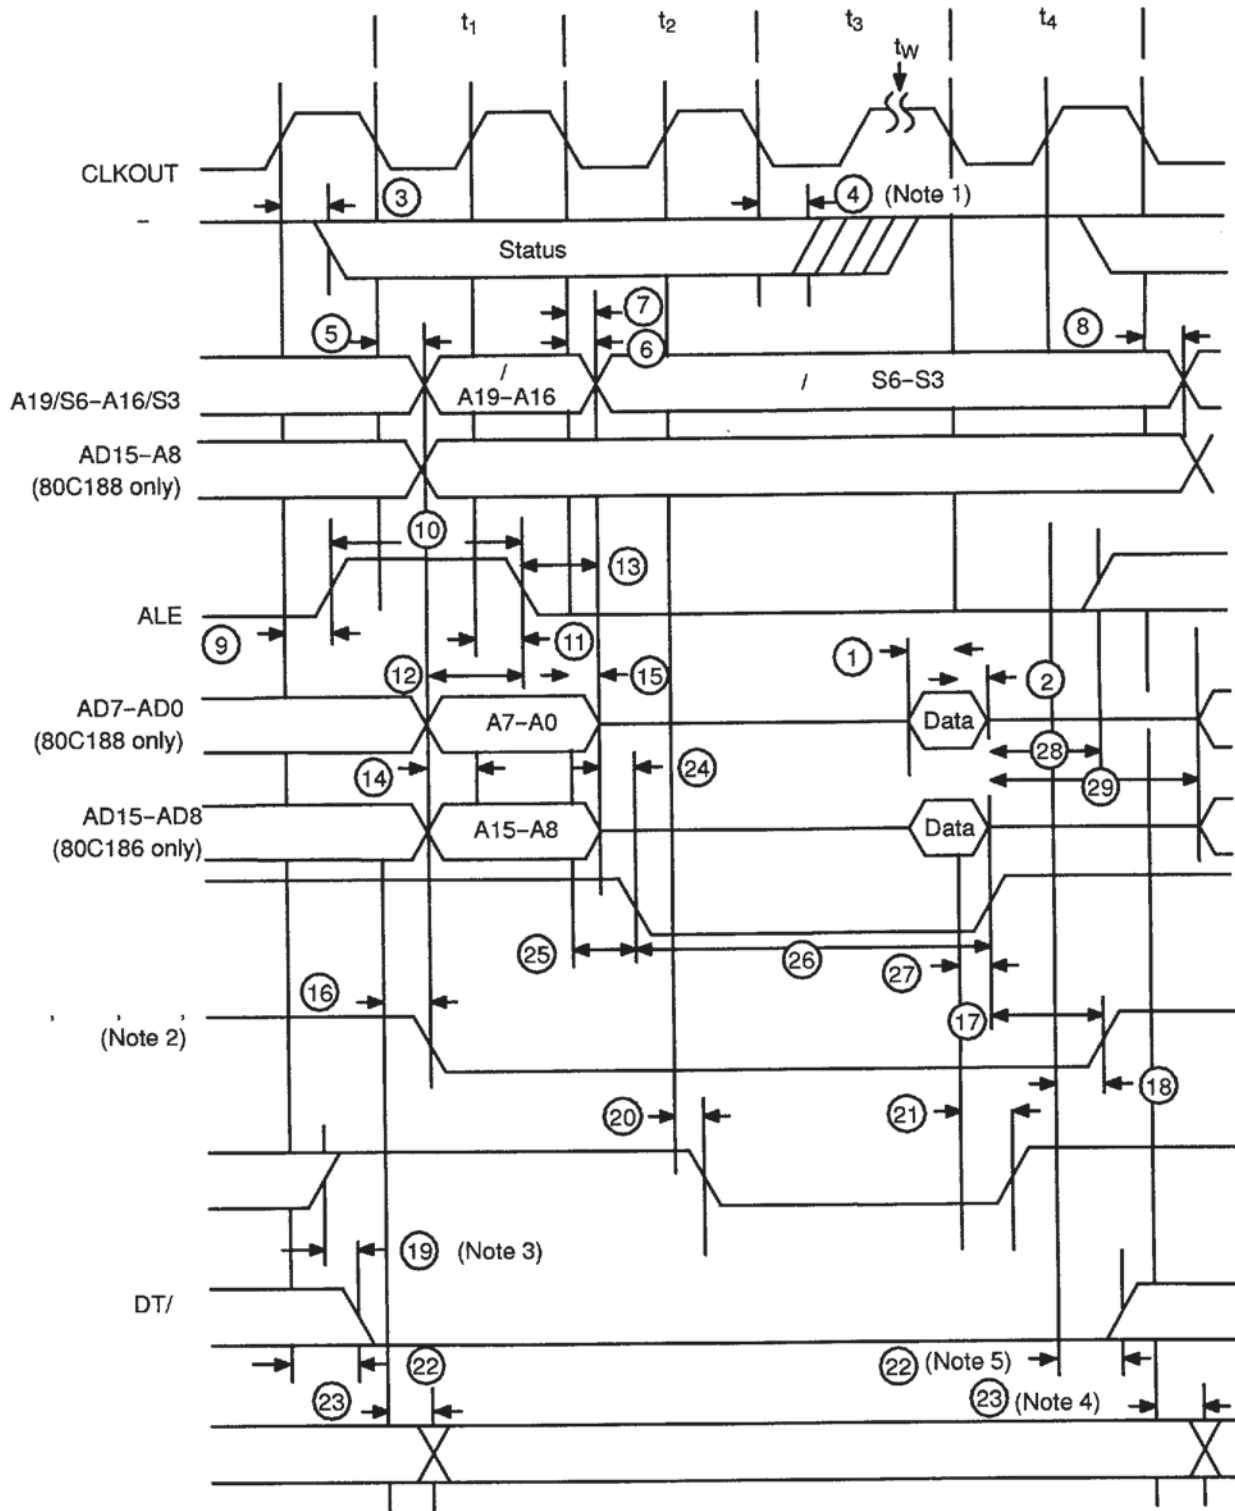 t1 t2 t3 t4
tW
CLKOUT
3 4 (Note 1)
–
Status
7
5 6 8
/ / S6–S3
A19/S6–A16/S3 A19–A16
AD15–A8
(80C188 only)
10
13
ALE
9 11 1
12 15 2
AD7–AD0 A7–A0 Data
(80C188 only)
28
14 24 29
AD15–AD8 A15–A8 Data
(80C186 only)
25 26 27
16
, , , 17
(Note 2)
18
20 21
19 (Note 3)
DT/
22 22 (Note 5)
23 23 (Note 4)